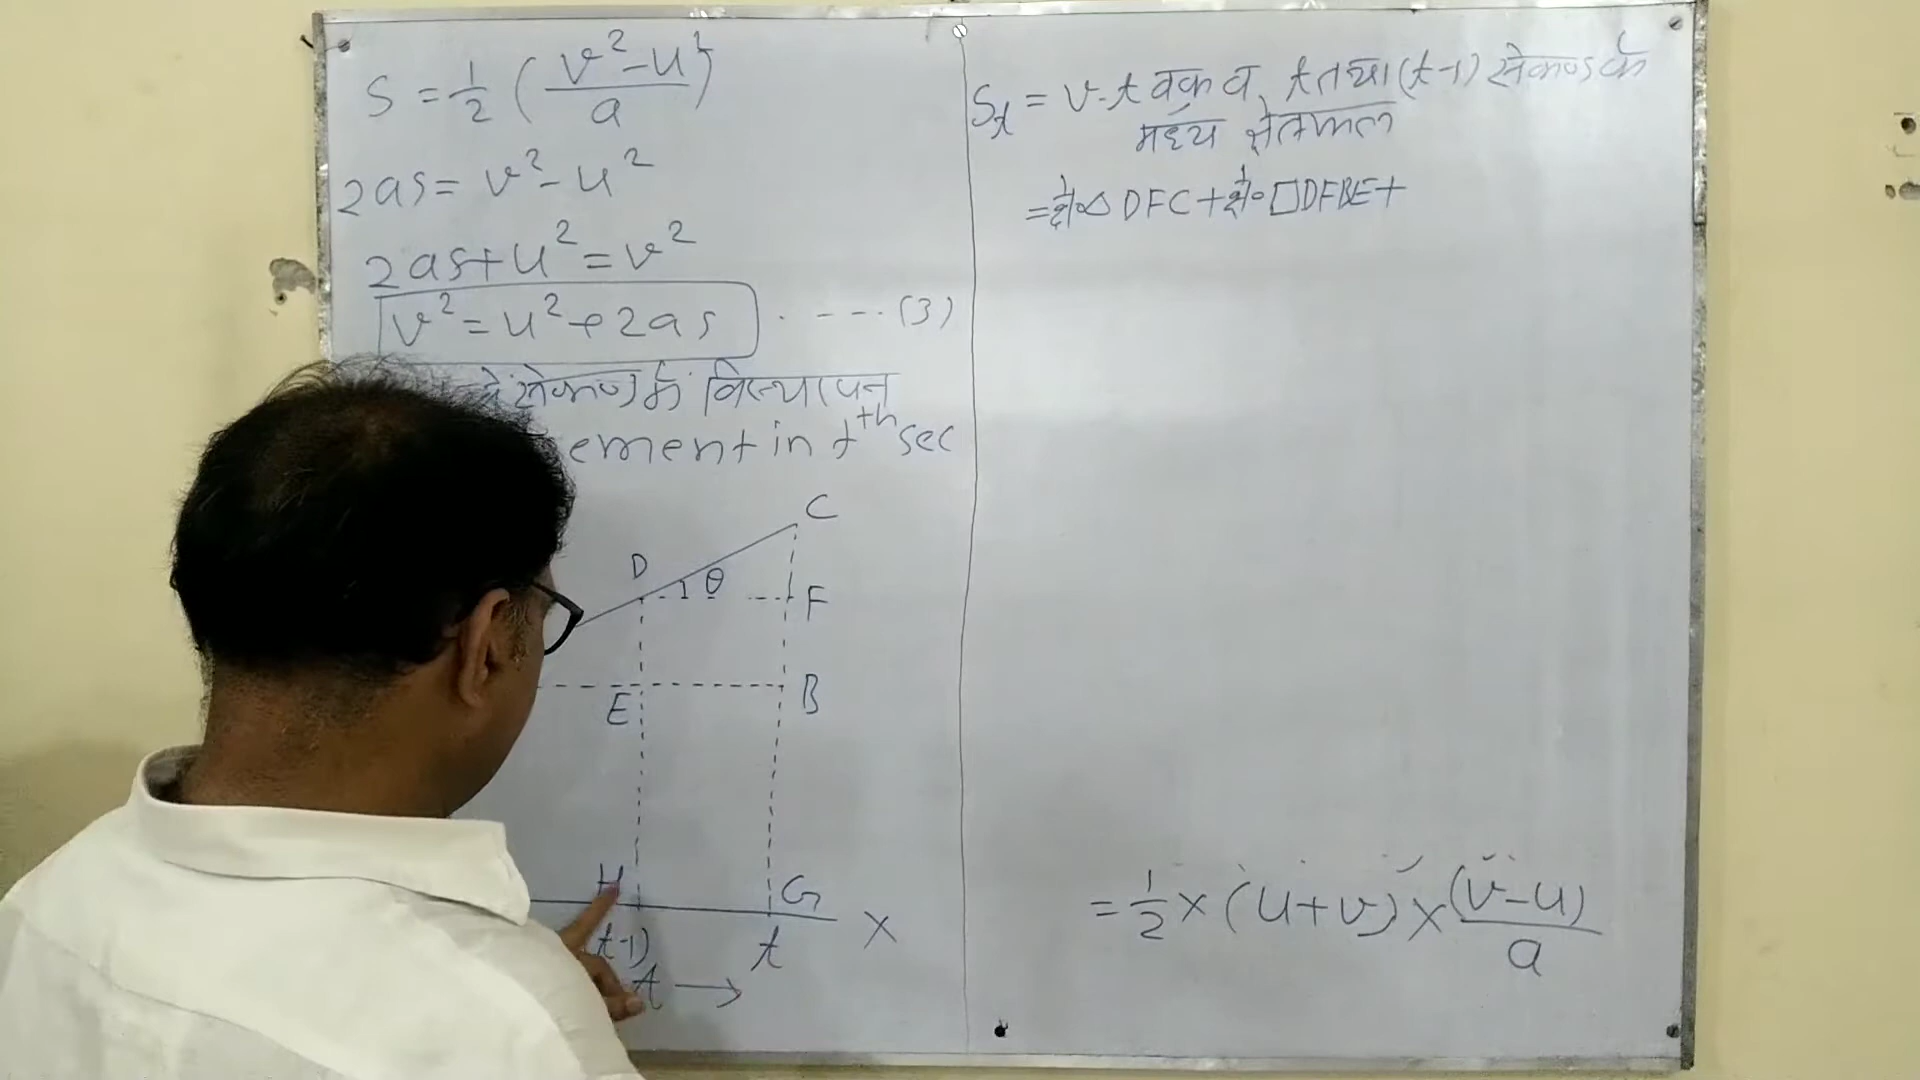 S = 1/2 ( v² - u² / a )
2as = v² - u²
2as + u² = v²
v² = u² + 2as . --- (3)
वें सेकण्ड में विस्थापन
ement in tth sec
C
D
θ
F
E
B
H
G
X
(t-1)
t
t →
St = v-t वक्र व t तथा (t-1) सेकण्ड के
मध्य क्षेत्रफल
= क्षे० △ DFC + क्षे० □ DFBE +
= 1/2 × (u+v) × (v-u) / a